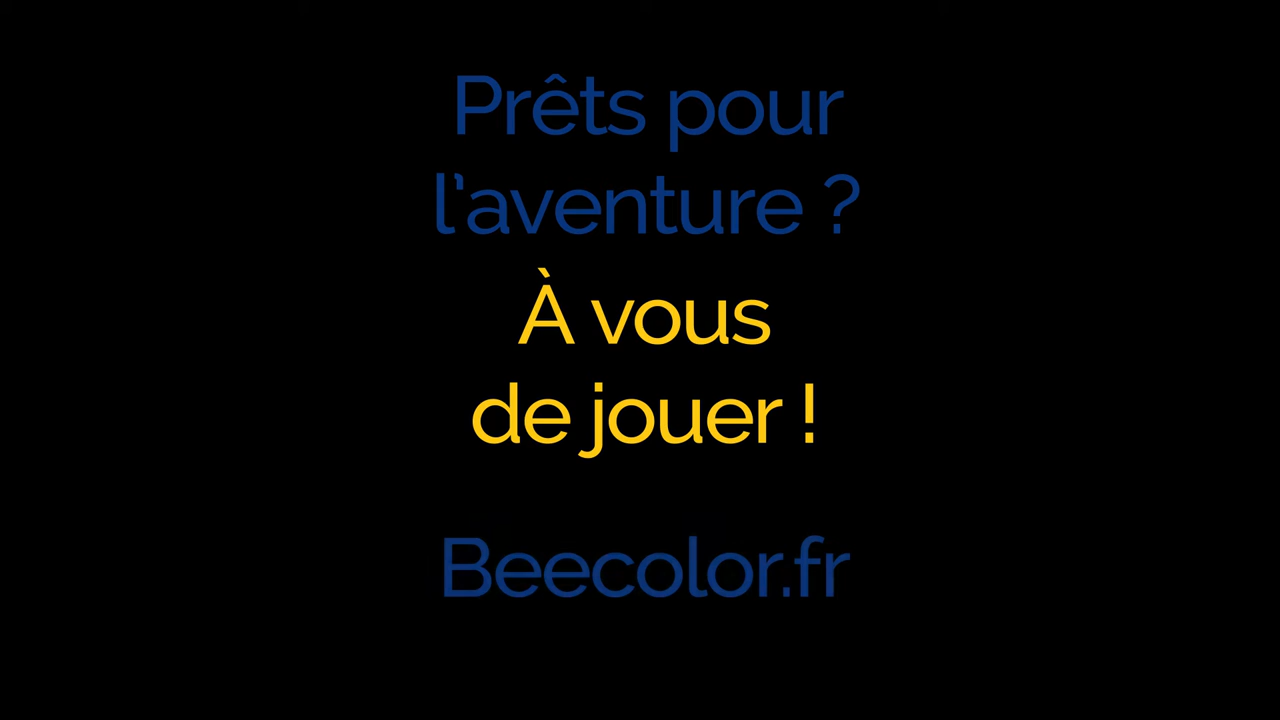 Prêts pour
l’aventure ?
À vous
de jouer !
Beecolor.fr